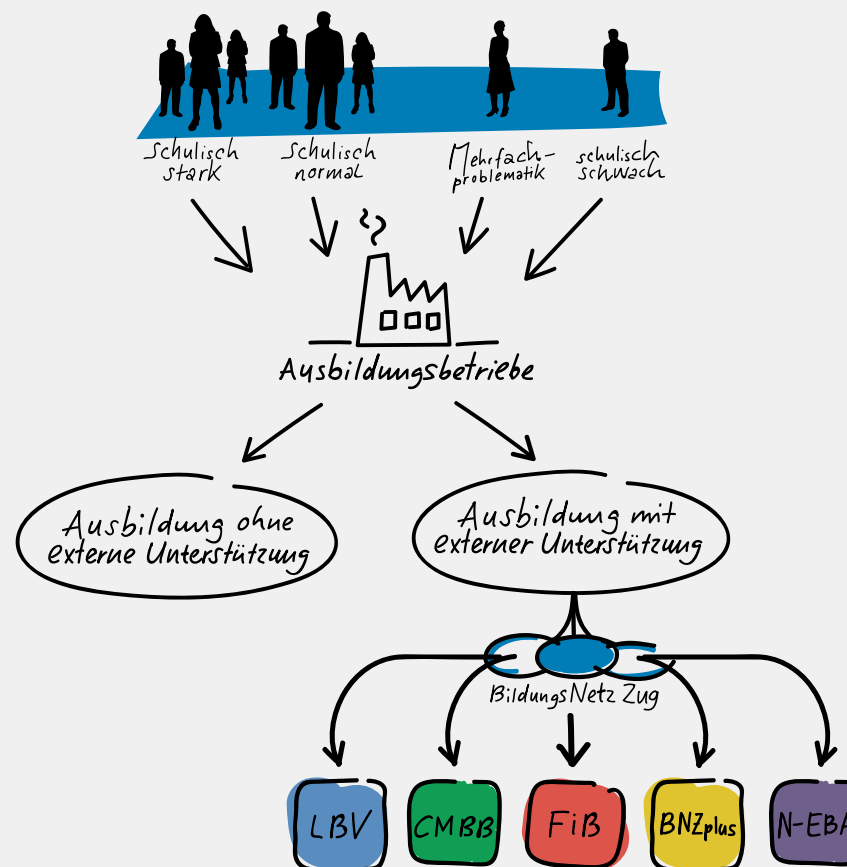 schulisch
stark
schulisch
normal
Mehrfach-
problematik
schulisch
schwach
Ausbildungsbetriebe
Ausbildung ohne
externe Unterstützung
Ausbildung mit
externer Unterstützung
BildungsNetz Zug
LBV
CMBB
FiB
BNZplus
N-EBA